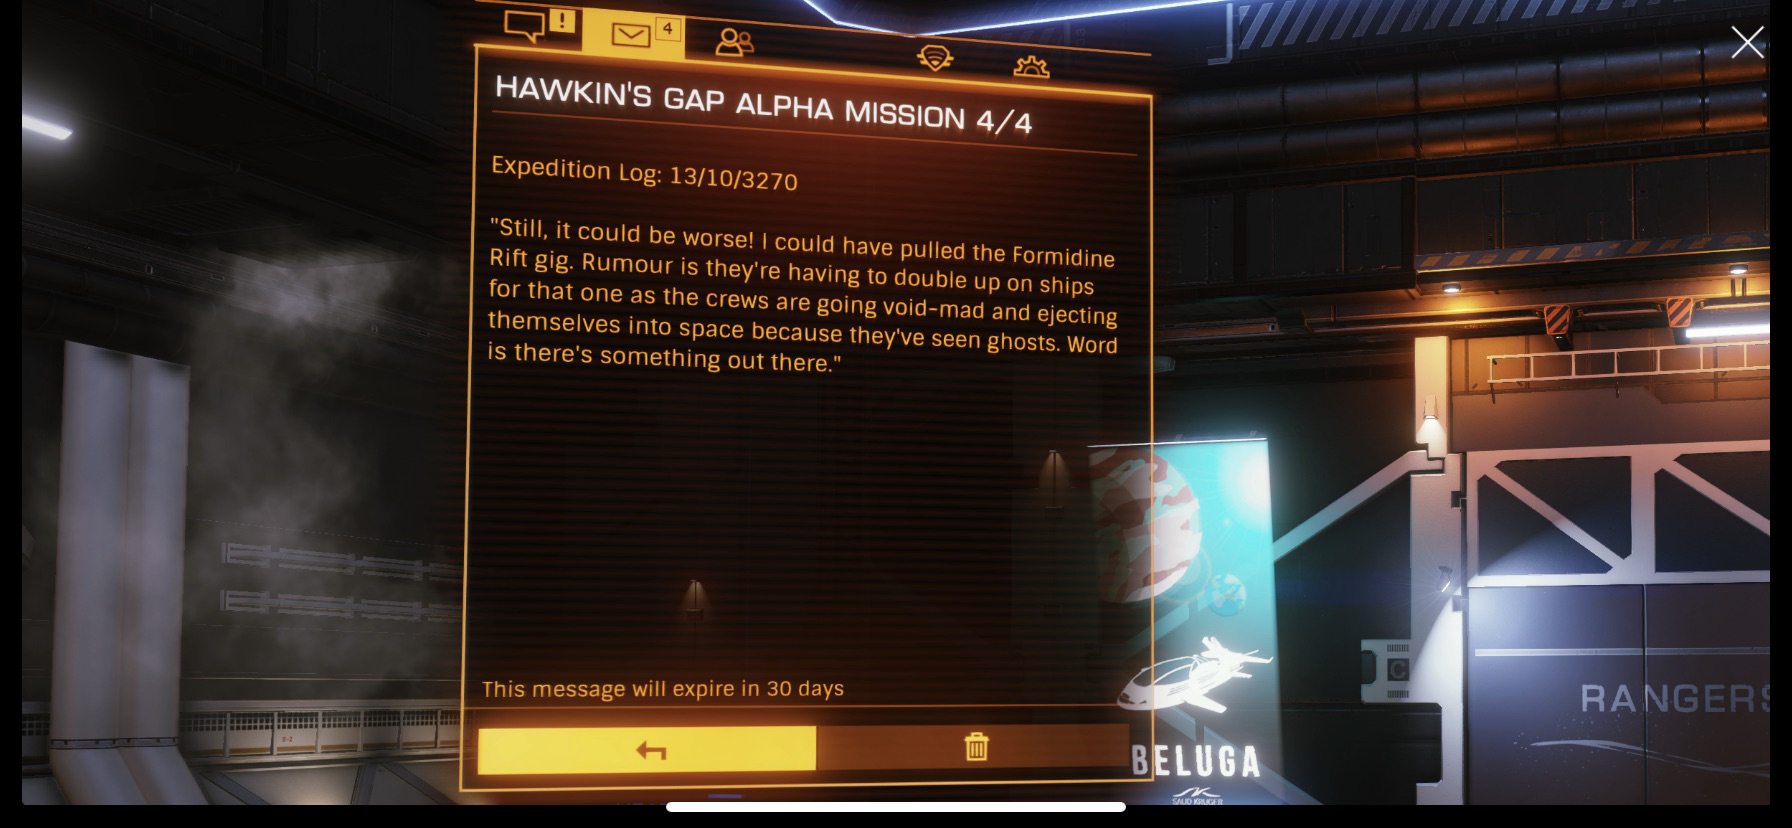 !
4
HAWKIN'S GAP ALPHA MISSION 4/4
Expedition Log: 13/10/3270
"Still, it could be worse! I could have pulled the Formidine
Rift gig. Rumour is they're having to double up on ships
for that one as the crews are going void-mad and ejecting
themselves into space because they've seen ghosts. Word
is there's something out there."
This message will expire in 30 days
C
RANGERS
BELUGA
SAUD KRUGER